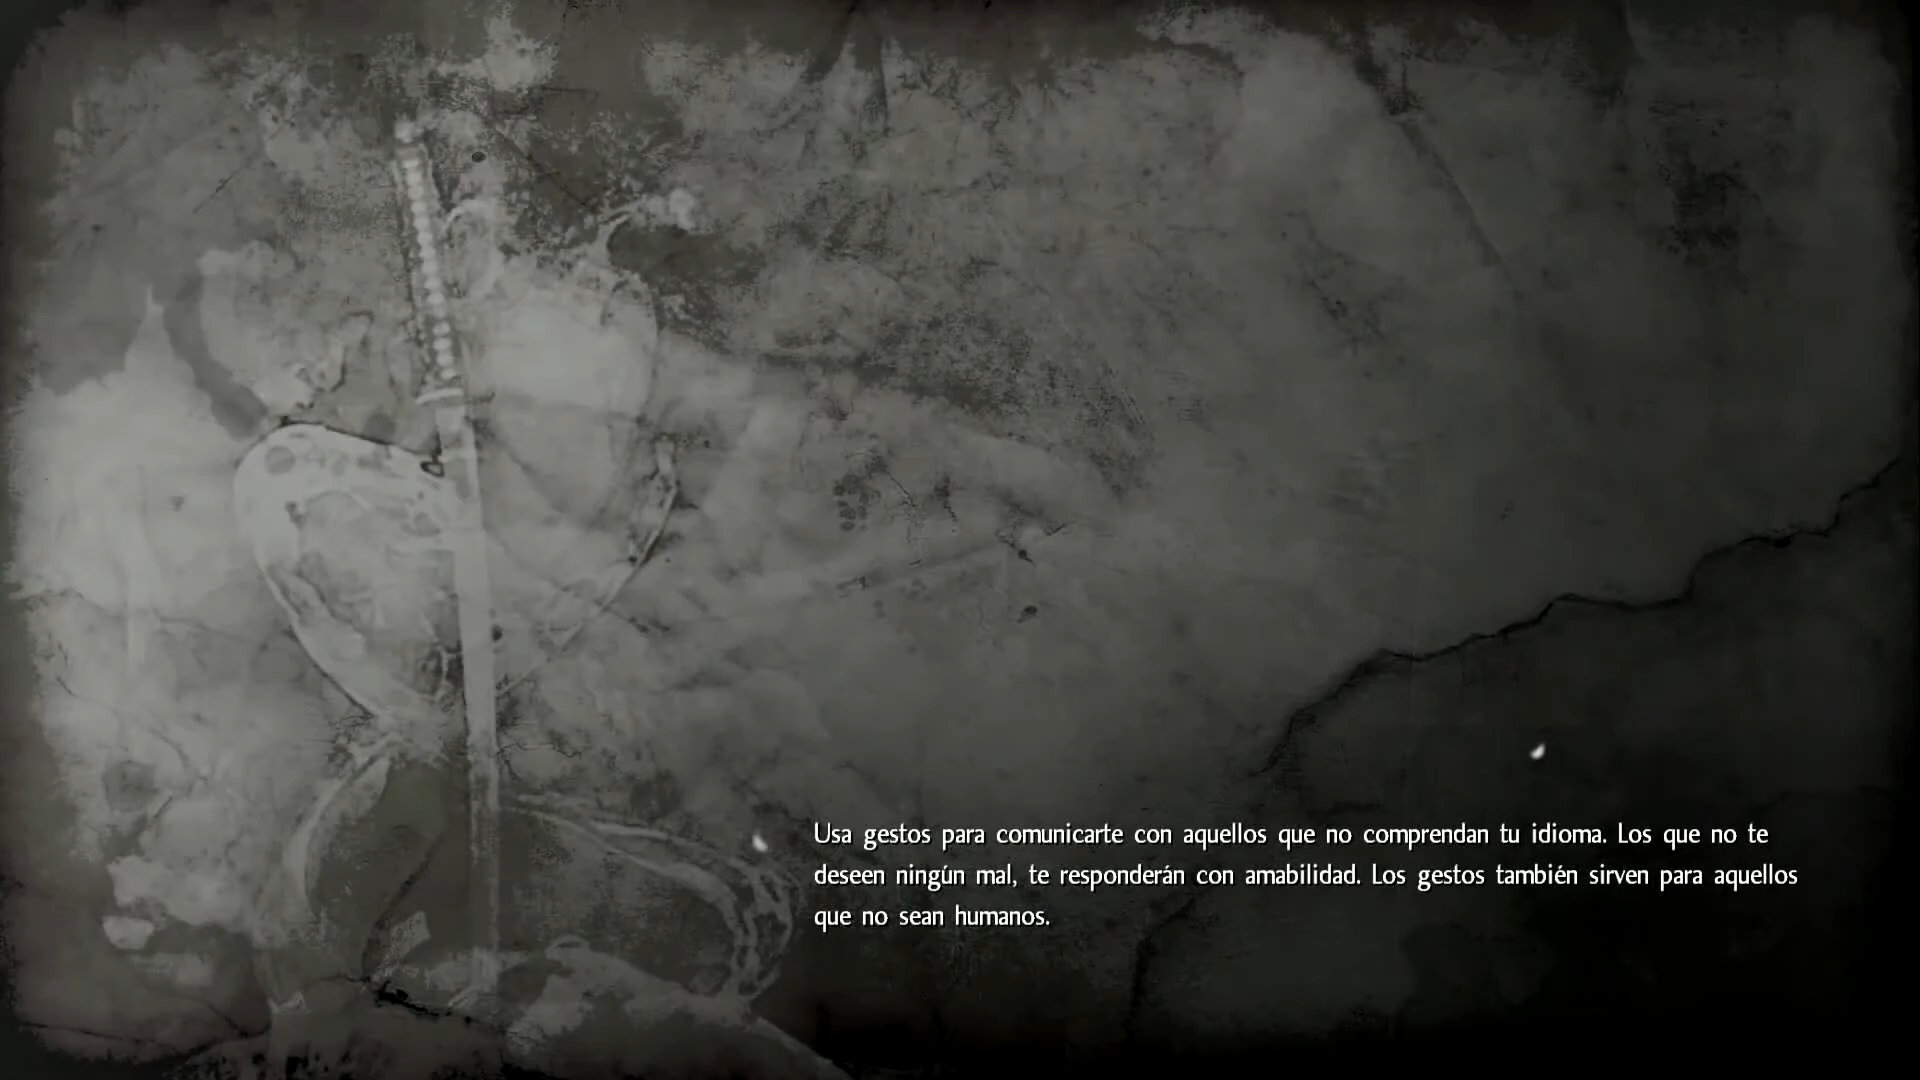 Usa gestos para comunicarte con aquellos que no comprendan tu idioma. Los que no te
deseen ningún mal, te responderán con amabilidad. Los gestos también sirven para aquellos
que no sean humanos.